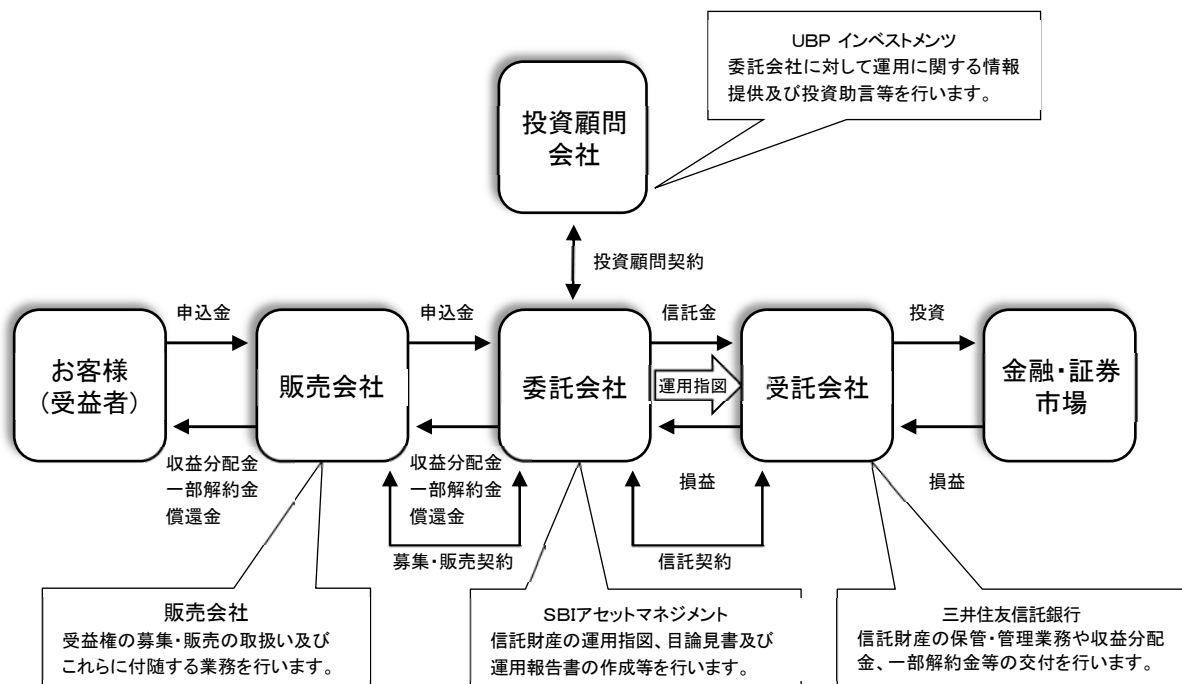 UBP インベストメンツ
委託会社に対して運用に関する情報
提供及び投資助言等を行います。
投資顧問
会社
投資顧問契約
申込金
申込金
信託金
投資
お客様
(受益者)
販売会社
委託会社
運用指図
受託会社
金融・証券
市場
収益分配金
一部解約金
償還金
収益分配金
一部解約金
償還金
損益
損益
募集・販売契約
信託契約
販売会社
受益権の募集・販売の取扱い及び
これらに付随する業務を行います。
SBIアセットマネジメント
信託財産の運用指図、目論見書及び
運用報告書の作成等を行います。
三井住友信託銀行
信託財産の保管・管理業務や収益分配
金、一部解約金等の交付を行います。